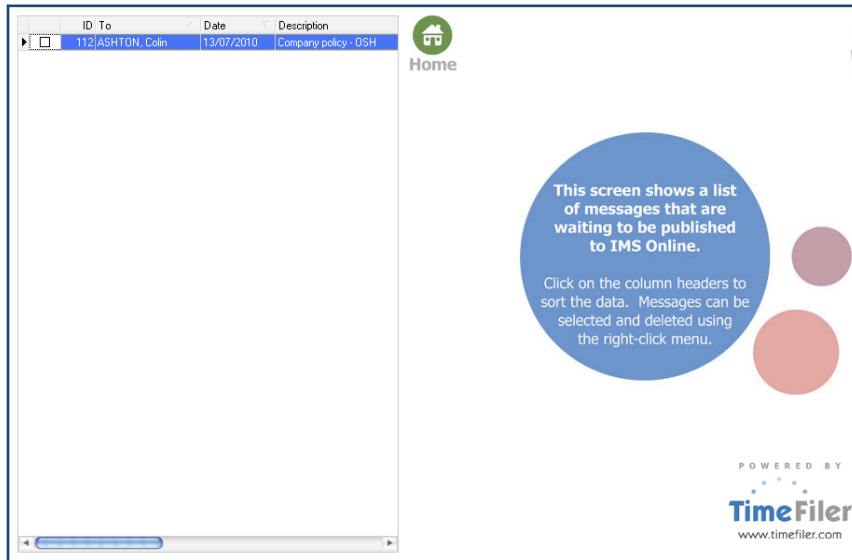 ID To Date Description
112 ASHTON, Colin 13/07/2010 Company policy - OSH
Home
This screen shows a list
of messages that are
waiting to be published
to IMS Online.
Click on the column headers to
sort the data. Messages can be
selected and deleted using
the right-click menu.
POWERED BY
TimeFiler
www.timefiler.com